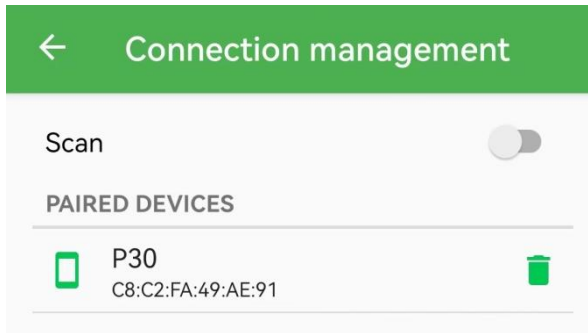 Connection management
Scan
PAIRED DEVICES
P30
C8:C2:FA:49:AE:91